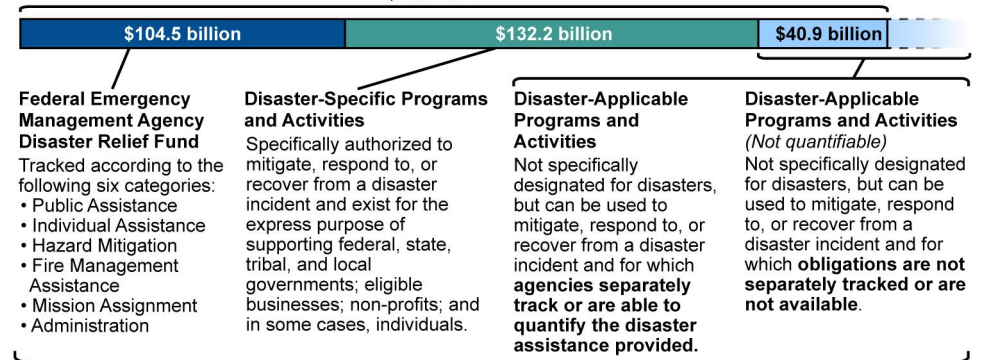 $104.5 billion
$132.2 billion
$40.9 billion
Federal Emergency
Management Agency
Disaster Relief Fund
Tracked according to the
following six categories:
• Public Assistance
• Individual Assistance
• Hazard Mitigation
• Fire Management
Assistance
• Mission Assignment
• Administration
Disaster-Specific Programs
and Activities
Specifically authorized to
mitigate, respond to, or
recover from a disaster
incident and exist for the
express purpose of
supporting federal, state,
tribal, and local
governments; eligible
businesses; non-profits; and
in some cases, individuals.
Disaster-Applicable
Programs and
Activities
Not specifically
designated for disasters,
but can be used to
mitigate, respond to, or
recover from a disaster
incident and for which
agencies separately
track or are able to
quantify the disaster
assistance provided.
Disaster-Applicable
Programs and Activities
(Not quantifiable)
Not specifically designated
for disasters, but can be
used to mitigate, respond
to, or recover from a
disaster incident and for
which obligations are not
separately tracked or are
not available.